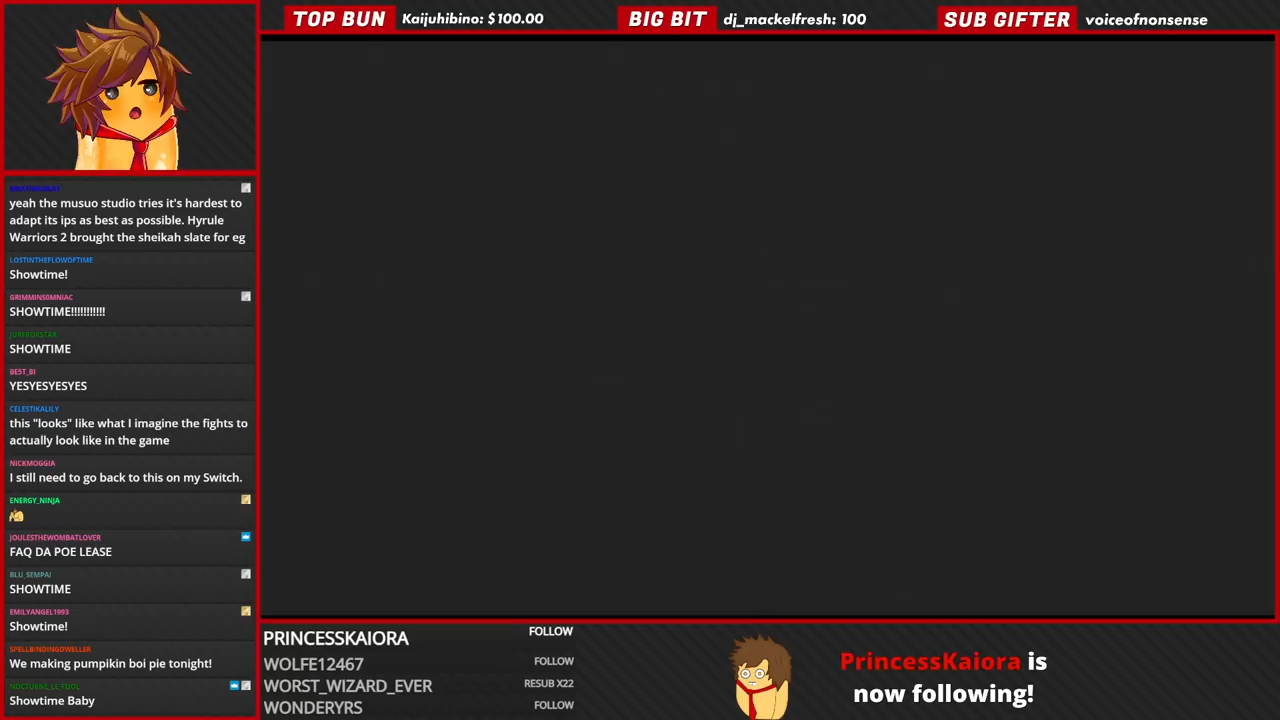 TOP BUN Kaijuhibino: $100.00 BIG BIT dj_mackelfresh: 100 SUB GIFTER voiceofnonsense
yeah the musuo studio tries it's hardest to
adapt its ips as best as possible. Hyrule
Warriors 2 brought the sheikah slate for eg
LOSTINTHEFLOWOFTIME
Showtime!
GRIMMINS0MNIAC
SHOWTIME!!!!!!!!!!!
SHOWTIME
BEST_BI
YESYESYESYES
CELESTIKALILY
this "looks" like what I imagine the fights to
actually look like in the game
NICKMOGGIA
I still need to go back to this on my Switch.
ENERGY_NINJA
JOULESTHEWOMBATLOVER
FAQ DA POE LEASE
BLU_SEMPAI
SHOWTIME
EMILYANGEL1993
Showtime!
SPELLBINDINGDWELLER
We making pumpkin boi pie tonight!
NOCTURNE_LE_FOOL
Showtime Baby
PRINCESSKAIORA FOLLOW
WOLFE12467 FOLLOW
WORST_WIZARD_EVER RESUB X22
WONDERYRS FOLLOW
PrincessKaiora is
now following!